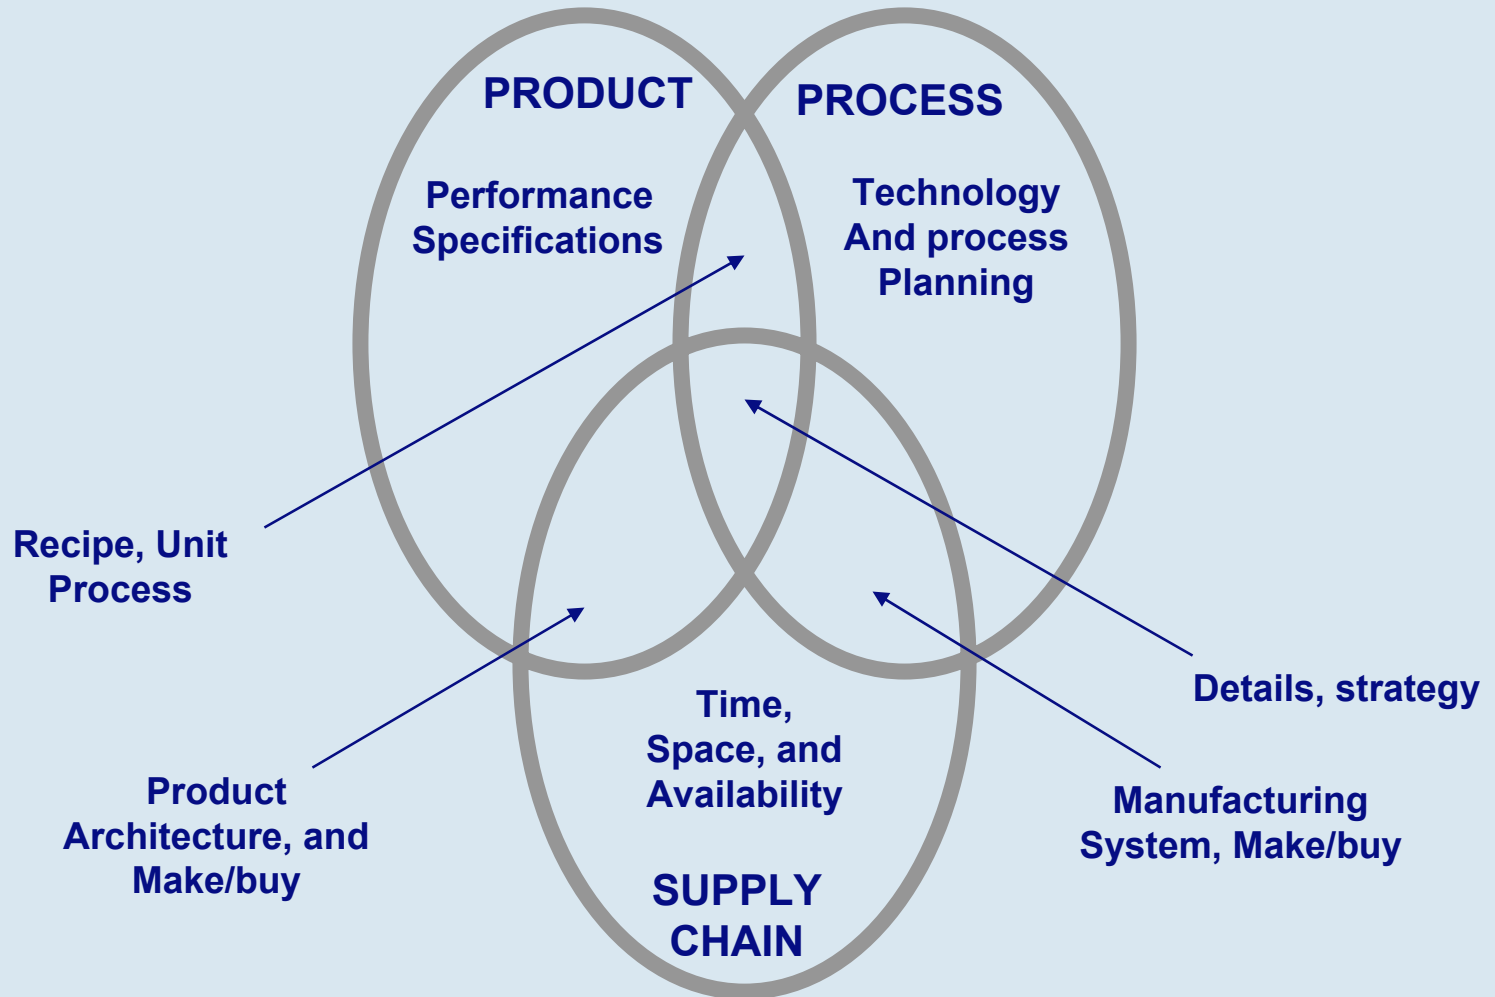 PRODUCT
PROCESS
Performance
Specifications
Technology
And process
Planning
Recipe, Unit
Process
Details, strategy
Time,
Space, and
Availability
Product
Architecture, and
Make/buy
Manufacturing
System, Make/buy
SUPPLY
CHAIN